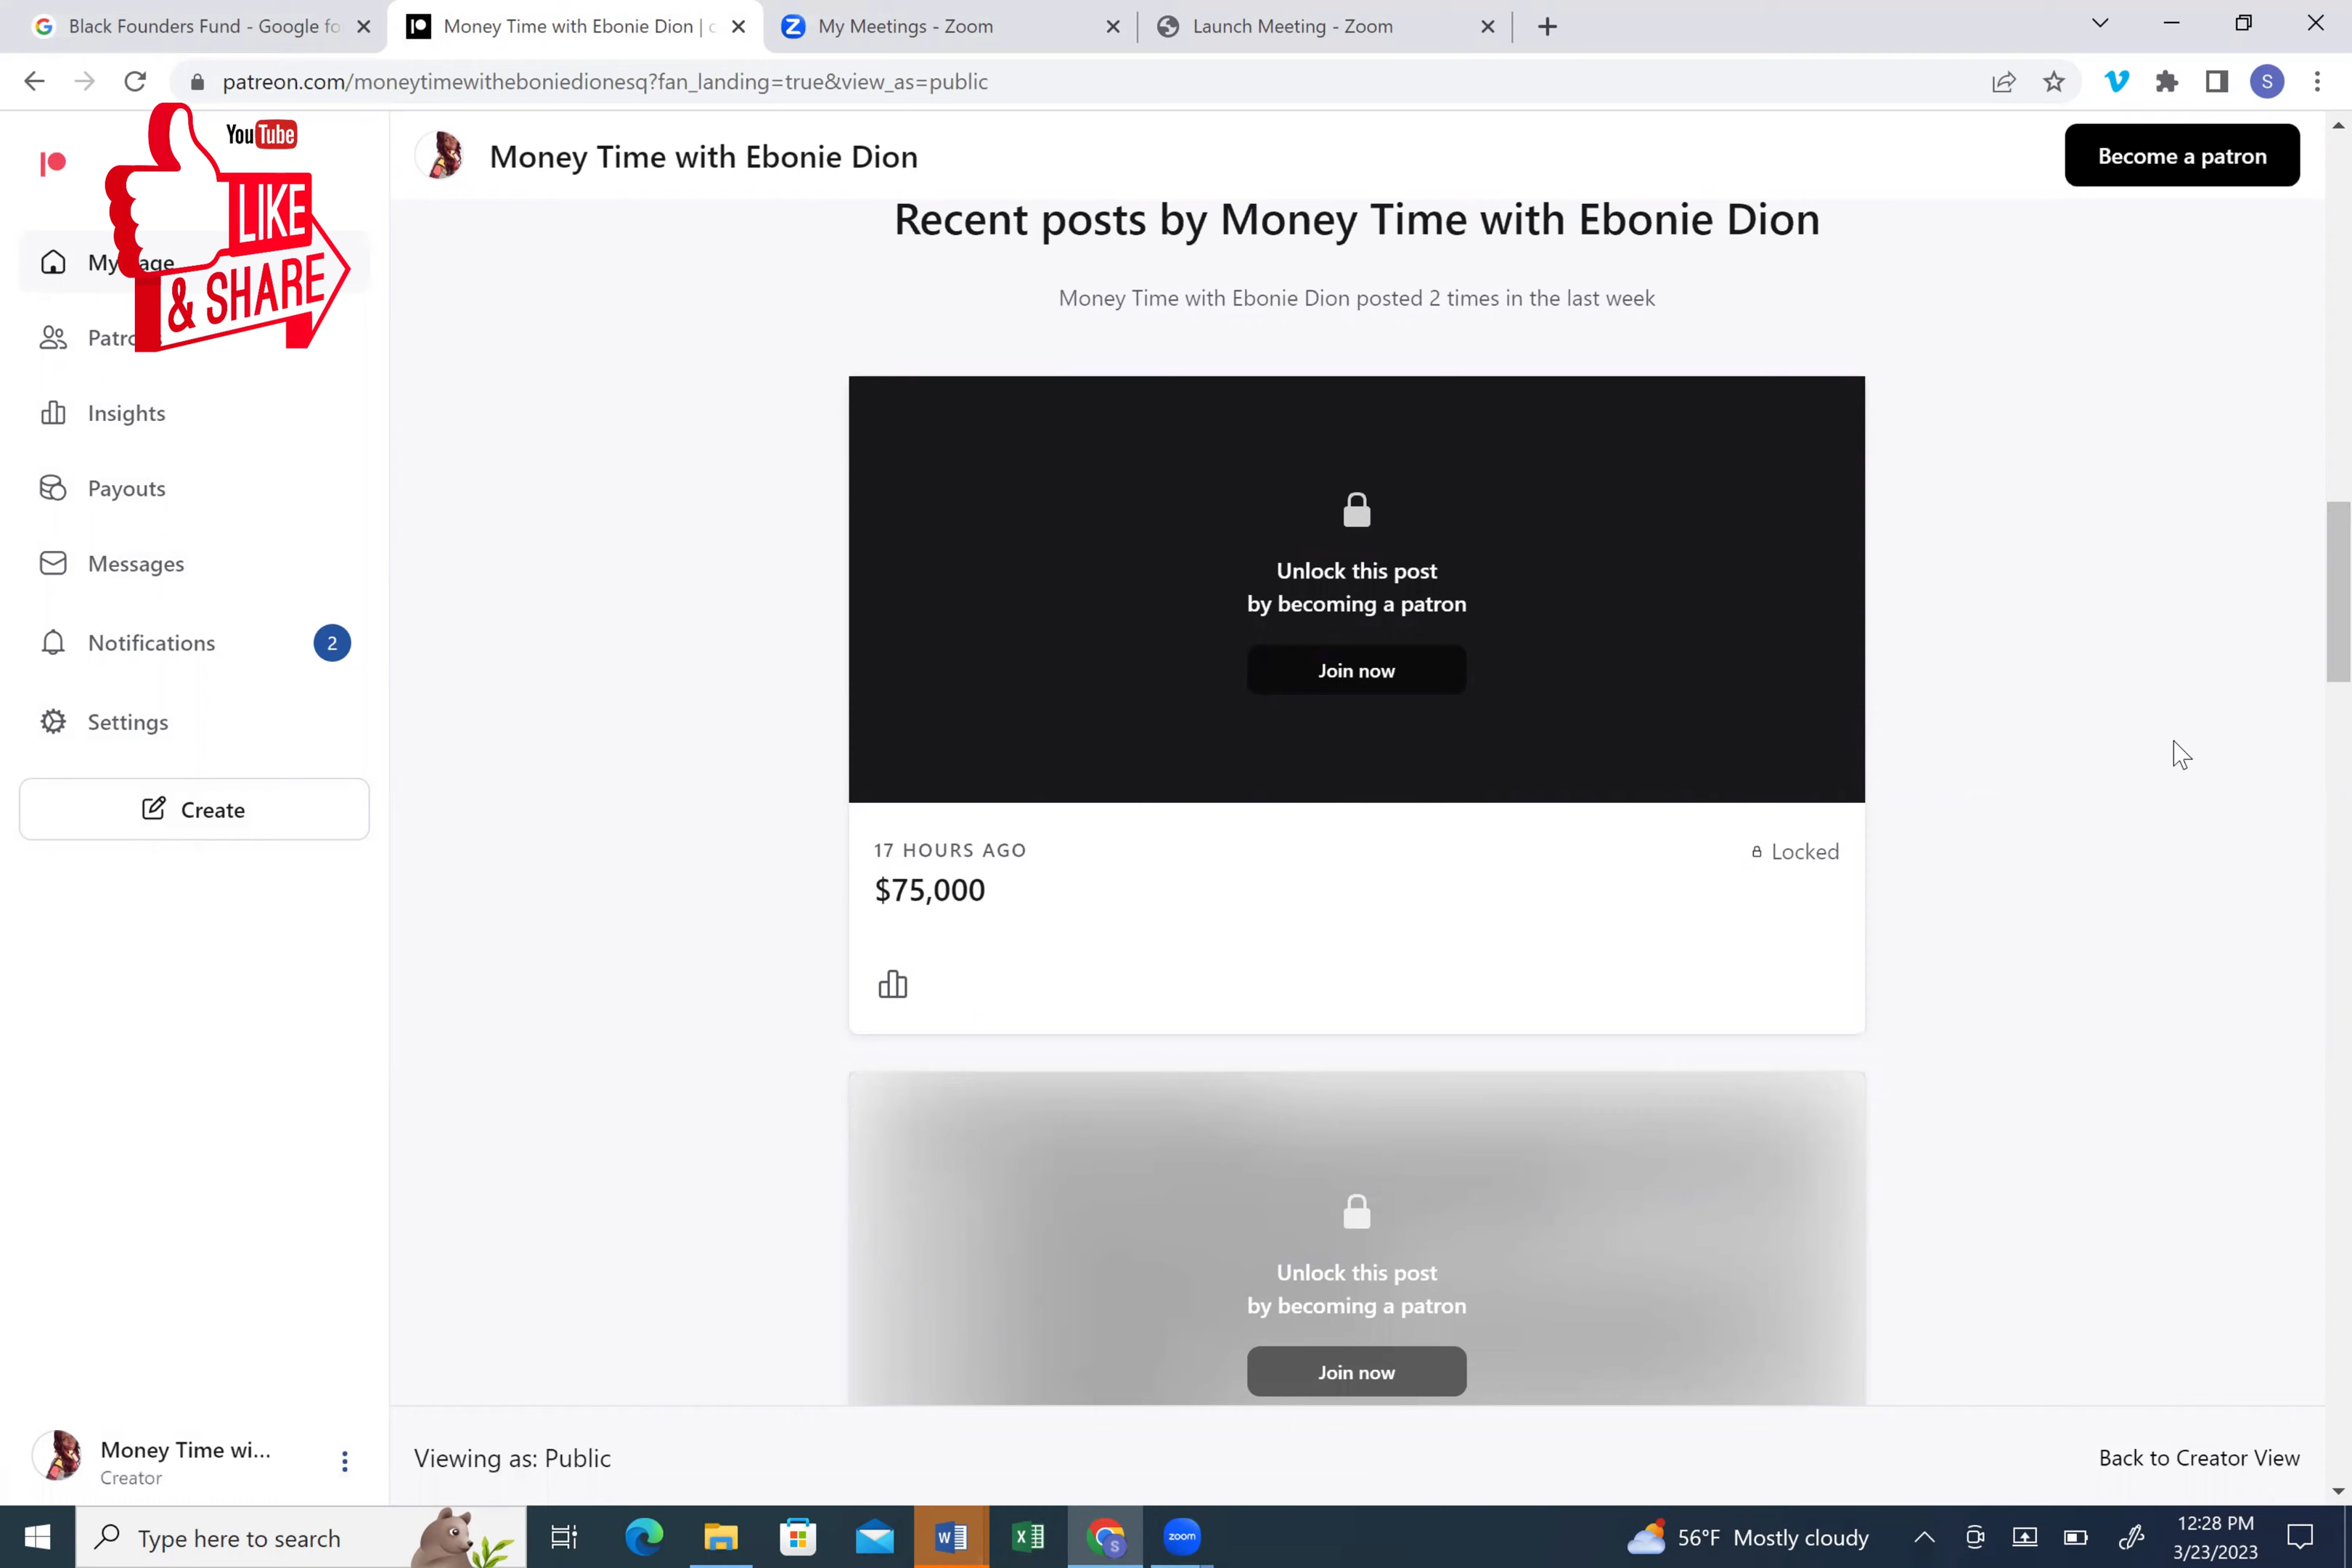 Black Founders Fund - Google fo
Money Time with Ebonie Dion | c
My Meetings - Zoom
Launch Meeting - Zoom
patreon.com/moneytimewitheboniedionesq?fan_landing=true&view_as=public
S
YouTube
LIKE
& SHARE
Money Time with Ebonie Dion
Become a patron
My page
Patro
Insights
Payouts
Messages
Notifications
2
Settings
Create
Recent posts by Money Time with Ebonie Dion
Money Time with Ebonie Dion posted 2 times in the last week
Unlock this post
by becoming a patron
Join now
17 HOURS AGO
Locked
$75,000
Unlock this post
by becoming a patron
Join now
Money Time wi...
Creator
Viewing as: Public
Back to Creator View
Type here to search
zoom
56°F Mostly cloudy
12:28 PM
3/23/2023